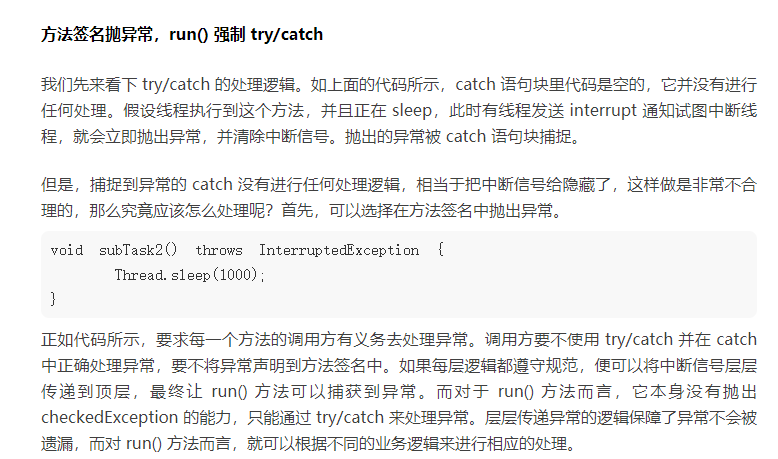 方法签名抛异常，run() 强制 try/catch
我们先来看下 try/catch 的处理逻辑。如上面的代码所示，catch 语句块里代码是空的，它并没有进行
任何处理。假设线程执行到这个方法，并且正在 sleep，此时有线程发送 interrupt 通知试图中断线
程，就会立即抛出异常，并清除中断信号。抛出的异常被 catch 语句块捕捉。
但是，捕捉到异常的 catch 没有进行任何处理逻辑，相当于把中断信号给隐藏了，这样做是非常不合
理的，那么究竟应该怎么处理呢？首先，可以选择在方法签名中抛出异常。
void subTask2() throws InterruptedException {
Thread.sleep(1000);
}
正如代码所示，要求每一个方法的调用方有义务去处理异常。调用方要不使用 try/catch 并在 catch
中正确处理异常，要不将异常声明到方法签名中。如果每层逻辑都遵守规范，便可以将中断信号层层
传递到顶层，最终让 run() 方法可以捕获到异常。而对于 run() 方法而言，它本身没有抛出
checkedException 的能力，只能通过 try/catch 来处理异常。层层传递异常的逻辑保障了异常不会被
遗漏，而对 run() 方法而言，就可以根据不同的业务逻辑来进行相应的处理。